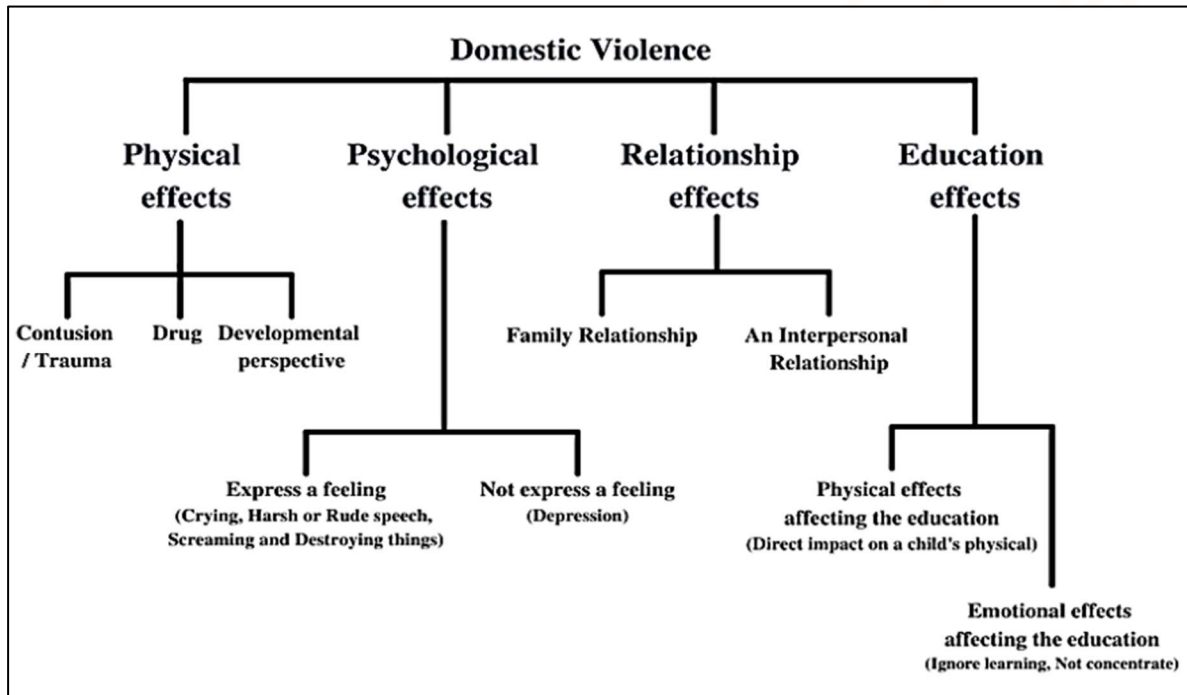 Domestic Violence
Physical
effects
Psychological
effects
Relationship
effects
Education
effects
Contusion
/ Trauma
Drug
Developmental
perspective
Family Relationship
An Interpersonal
Relationship
Express a feeling
(Crying, Harsh or Rude speech,
Screaming and Destroying things)
Not express a feeling
(Depression)
Physical effects
affecting the education
(Direct impact on a child's physical)
Emotional effects
affecting the education
(Ignore learning, Not concentrate)